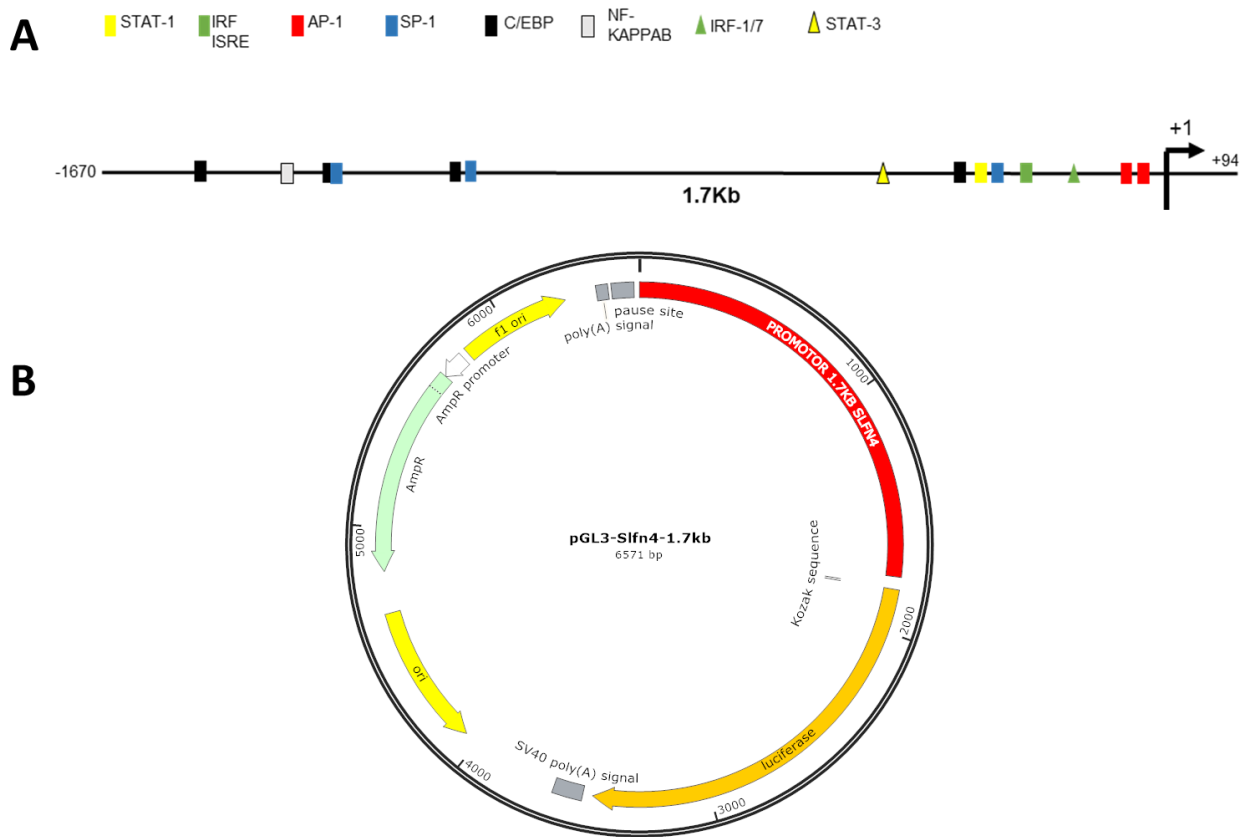 A
STAT-1
IRF
ISRE
AP-1
SP-1
C/EBP
NF-
KAPPAB
IRF-1/7
STAT-3
+1
-1670
+94
1.7Kb
B
6000
f1 ori
poly(A) signal
pause site
PROMOTOR 1.7KB SLFN4
1000
AmpR promoter
AmpR
5000
pGL3-Slfn4-1.7kb
6571 bp
Kozak sequence
2000
ori
luciferase
SV40 poly(A) signal
4000
3000